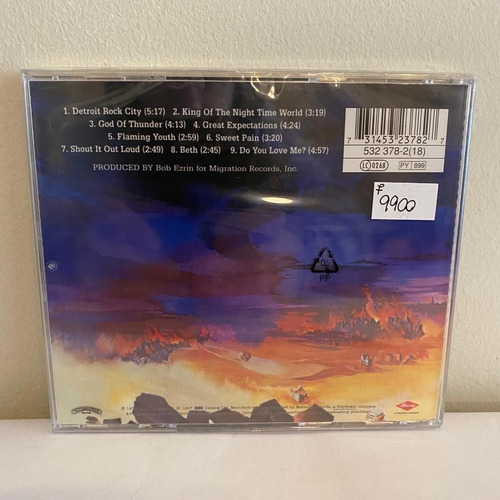 1. Detroit Rock City (5:17) 2. King Of The Night Time World (3:19)
3. God Of Thunder (4:13) 4. Great Expectations (4:24)
5. Flaming Youth (2:59) 6. Sweet Pain (3:20)
7. Shout It Out Loud (2:49) 8. Beth (2:45) 9. Do You Love Me? (4:57)
PRODUCED BY Bob Ezrin for Migration Records, Inc.
7 31453 23782 7
532 378-2(18)
LC 0268
PY 899
₤
9900
PP